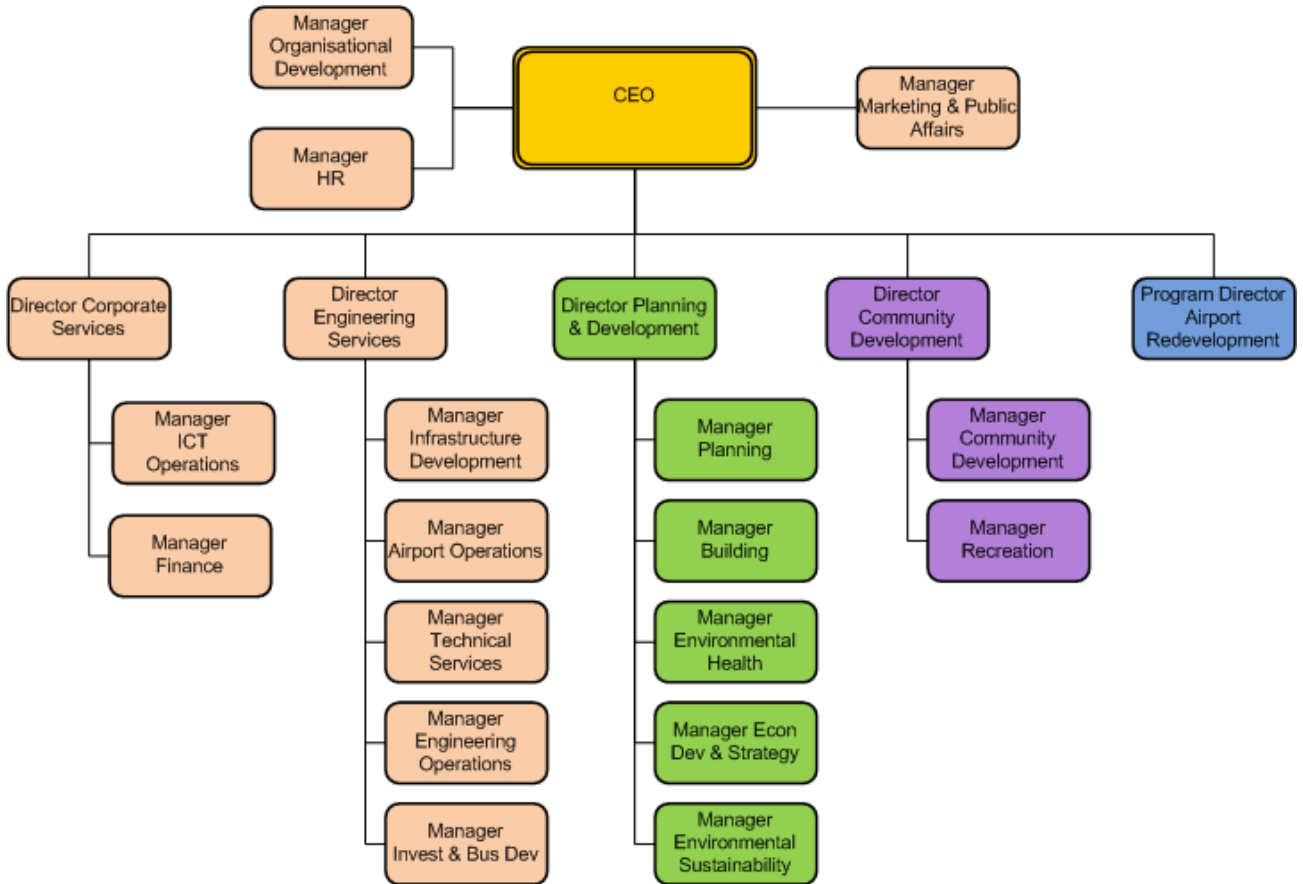 Manager
Organisational
Development
CEO
Manager
Marketing & Public
Affairs
Manager
HR
Director Corporate
Services
Director
Engineering
Services
Director Planning
& Development
Director
Community
Development
Program Director
Airport
Redevelopment
Manager
ICT
Operations
Manager
Finance
Manager
Infrastructure
Development
Manager
Airport Operations
Manager
Technical
Services
Manager
Engineering
Operations
Manager
Invest & Bus Dev
Manager
Planning
Manager
Building
Manager
Environmental
Health
Manager Econ
Dev & Strategy
Manager
Environmental
Sustainability
Manager
Community
Development
Manager
Recreation